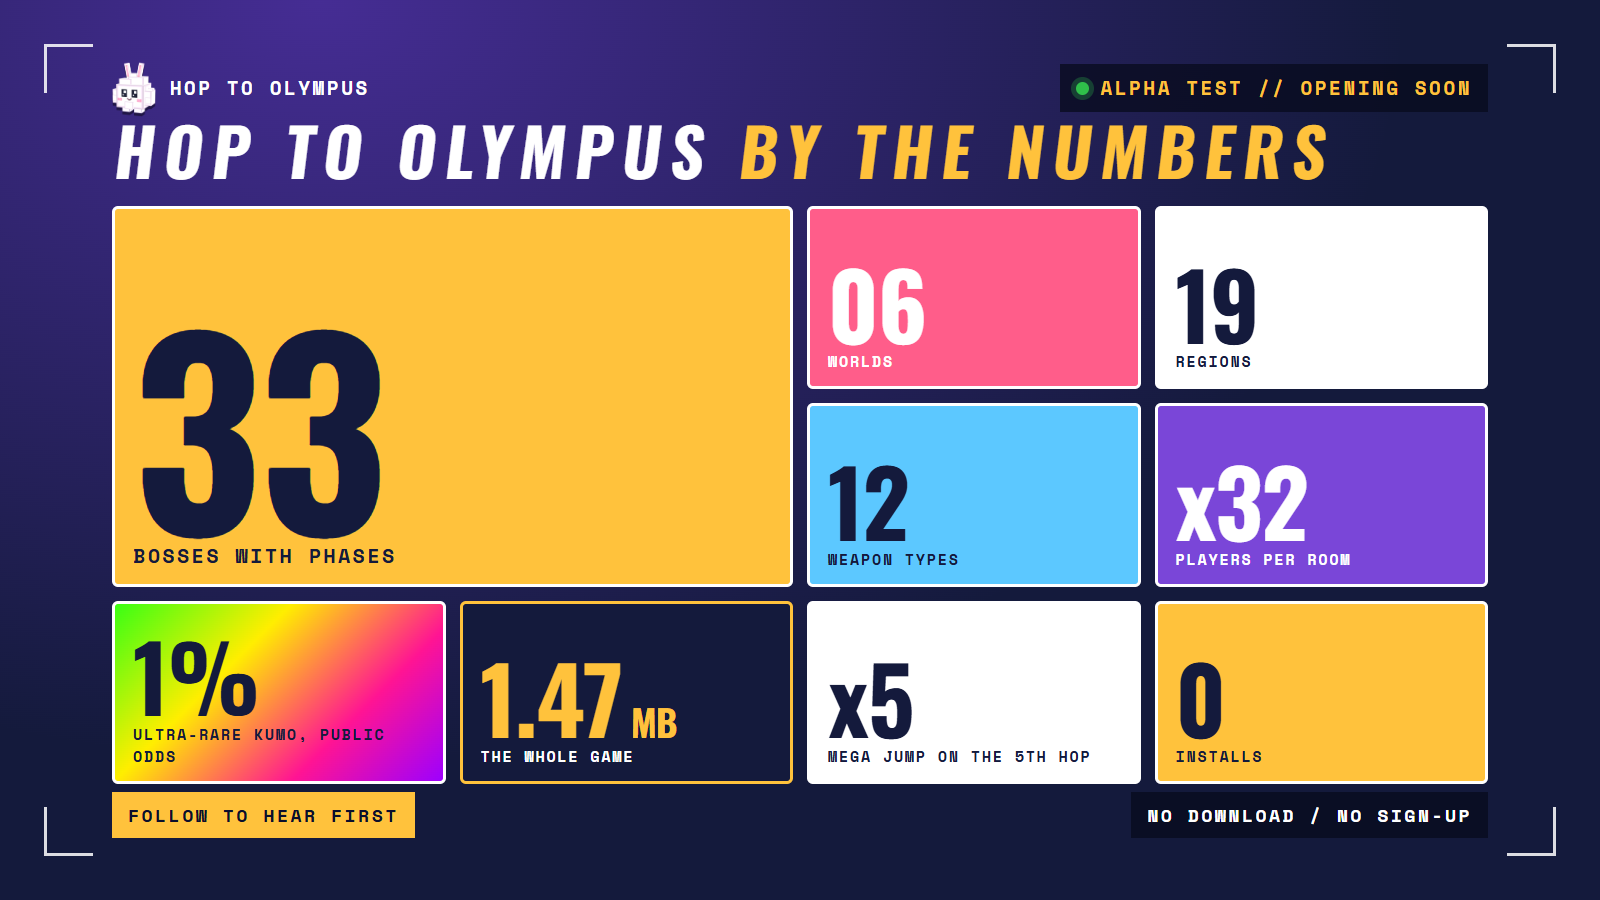 HOP TO OLYMPUS
ALPHA TEST // OPENING SOON
HOP TO OLYMPUS BY THE NUMBERS
33
BOSSES WITH PHASES
06
WORLDS
19
REGIONS
12
WEAPON TYPES
x32
PLAYERS PER ROOM
1%
ULTRA-RARE KUMO, PUBLIC
ODDS
1.47 MB
THE WHOLE GAME
x5
MEGA JUMP ON THE 5TH HOP
0
INSTALLS
FOLLOW TO HEAR FIRST
NO DOWNLOAD / NO SIGN-UP